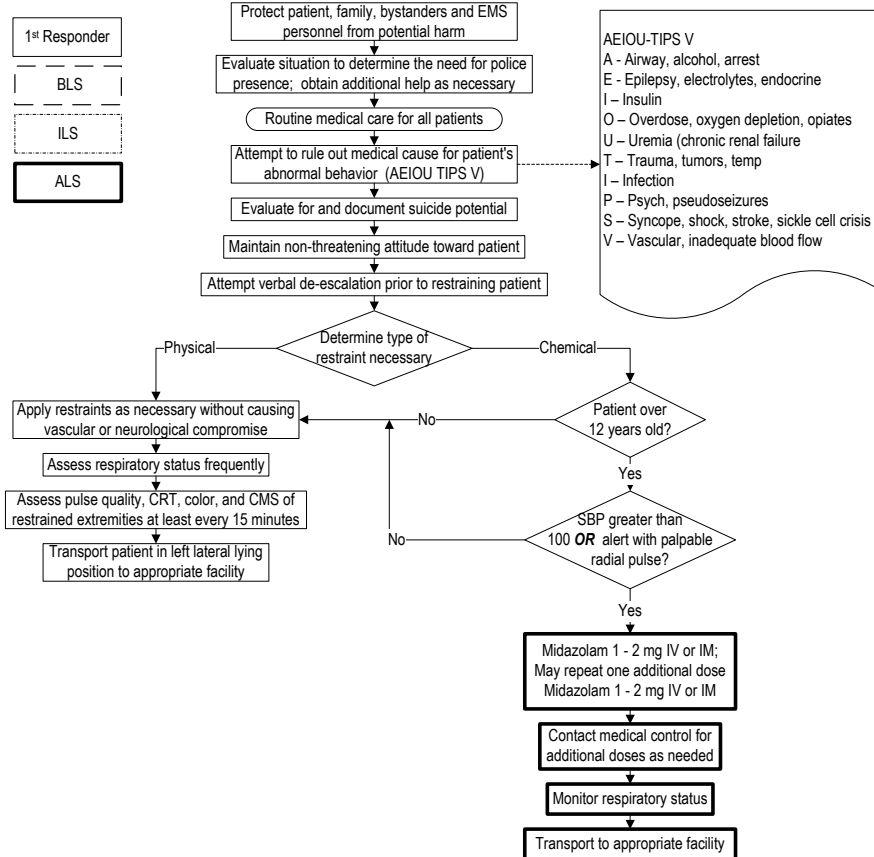 1st Responder
BLS
ILS
ALS
Protect patient, family, bystanders and EMS
personnel from potential harm
Evaluate situation to determine the need for police
presence;  obtain additional help as necessary
Routine medical care for all patients
Attempt to rule out medical cause for patient's
abnormal behavior  (AEIOU TIPS V)
Evaluate for and document suicide potential
Maintain non-threatening attitude toward patient
Attempt verbal de-escalation prior to restraining patient
AEIOU-TIPS V
A - Airway, alcohol, arrest
E - Epilepsy, electrolytes, endocrine
I – Insulin
O – Overdose, oxygen depletion, opiates
U – Uremia (chronic renal failure
T – Trauma, tumors, temp
I – Infection
P – Psych, pseudoseizures
S – Syncope, shock, stroke, sickle cell crisis
V – Vascular, inadequate blood flow
Determine type of
restraint necessary
Physical
Chemical
Apply restraints as necessary without causing
vascular or neurological compromise
Assess respiratory status frequently
Assess pulse quality, CRT, color, and CMS of
restrained extremities at least every 15 minutes
Transport patient in left lateral lying
position to appropriate facility
Patient over
12 years old?
No
Yes
SBP greater than
100 OR  alert with palpable
radial pulse?
No
Yes
Midazolam 1 - 2 mg IV or IM;
May repeat one additional dose
Midazolam 1 - 2 mg IV or IM
Contact medical control for
additional doses as needed
Monitor respiratory status
Transport to appropriate facility